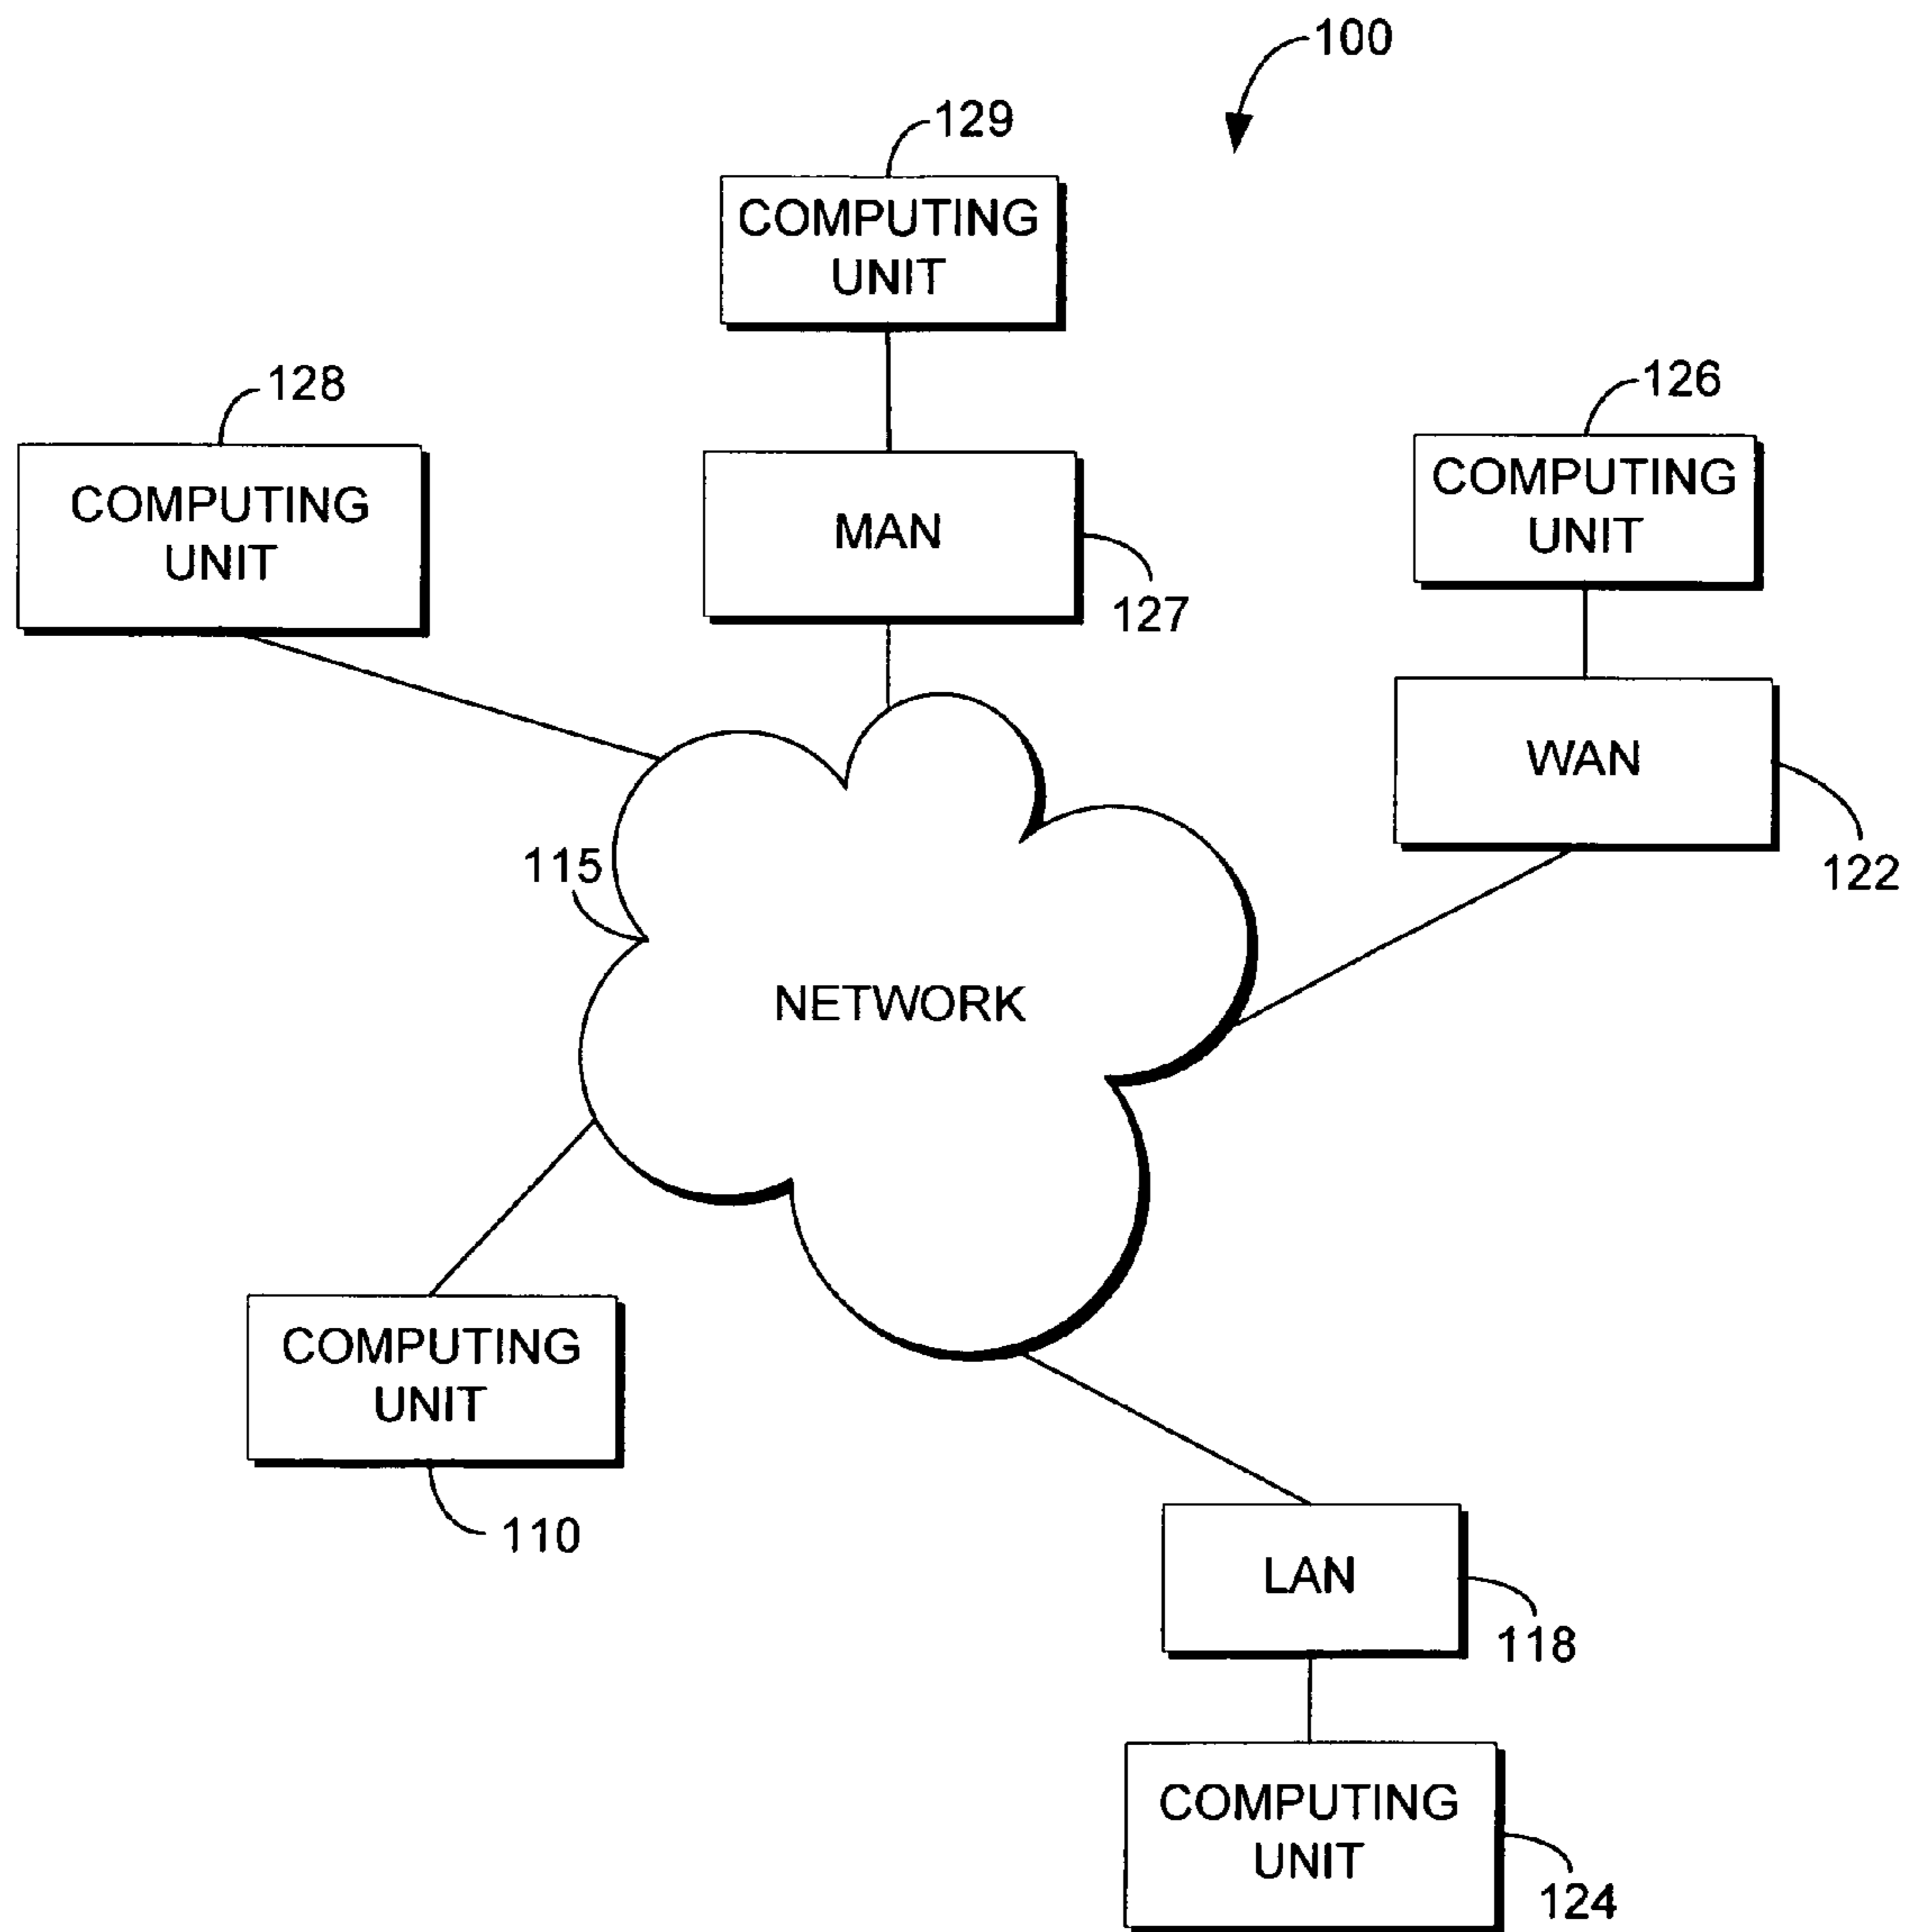 100
129
COMPUTING
UNIT
128
COMPUTING
UNIT
MAN
127
126
COMPUTING
UNIT
WAN
122
115
NETWORK
COMPUTING
UNIT
110
LAN
118
COMPUTING
UNIT
124